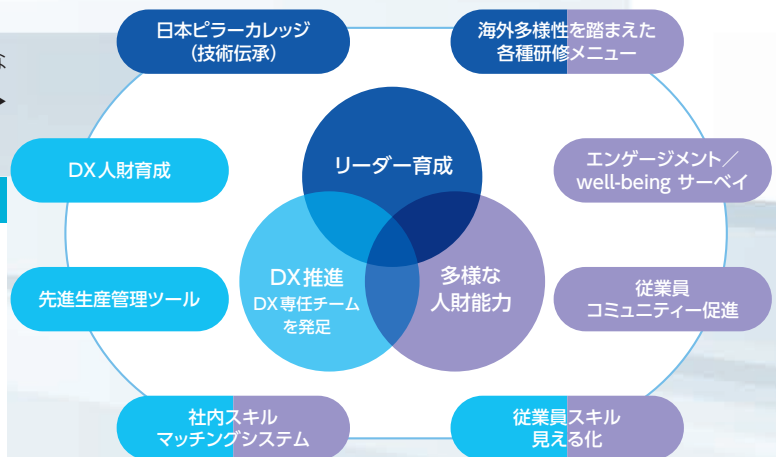 な
日本ピラーカレッジ
（技術伝承）
海外多様性を踏まえた
各種研修メニュー
DX人財育成
リーダー育成
エンゲージメント／
well-being サーベイ
先進生産管理ツール
DX推進
DX専任チーム
を発足
多様な
人財能力
従業員
コミュニティー促進
社内スキル
マッチングシステム
従業員スキル
見える化